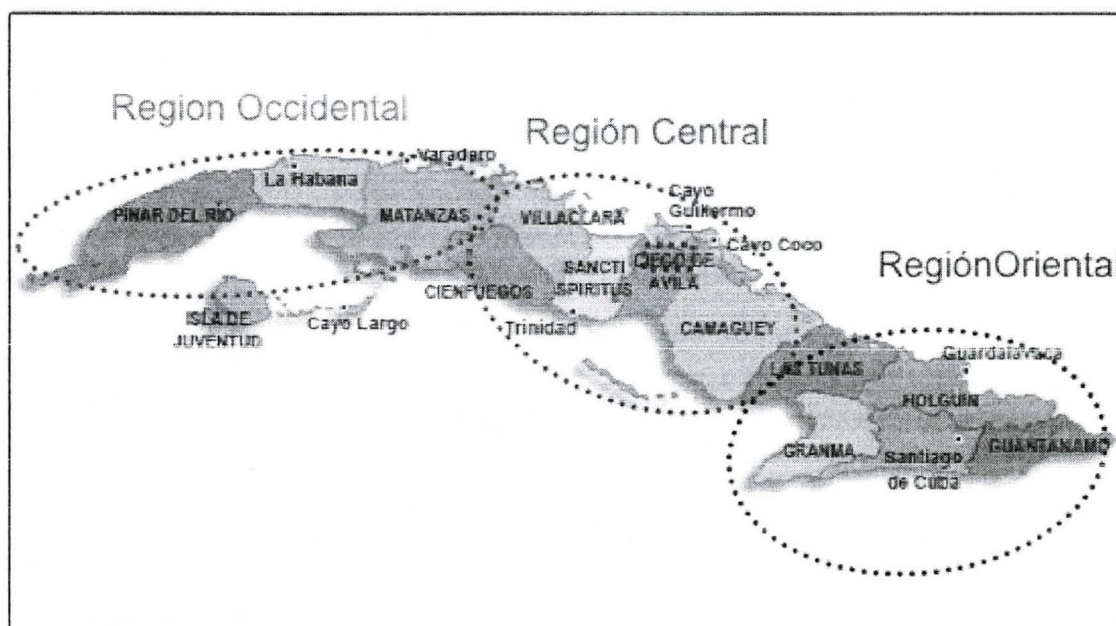 Region Occidental
Región Central
RegiónOriental
Varadero
La Habana
PINAR DEL RÍO
MATANZAS
VILLACLARA
Cayo
Guillermo
Cayo Coco
CIEGO DE
AVILA
SANCTI
SPIRITUS
CIENFUEGOS
ISLA DE
JUVENTUD
Cayo Largo
Trinidad
CAMAGUEY
Guardalavaca
LAS TUNAS
HOLGUIN
GRANMA
Santiago
de Cuba
GUANTANAMO